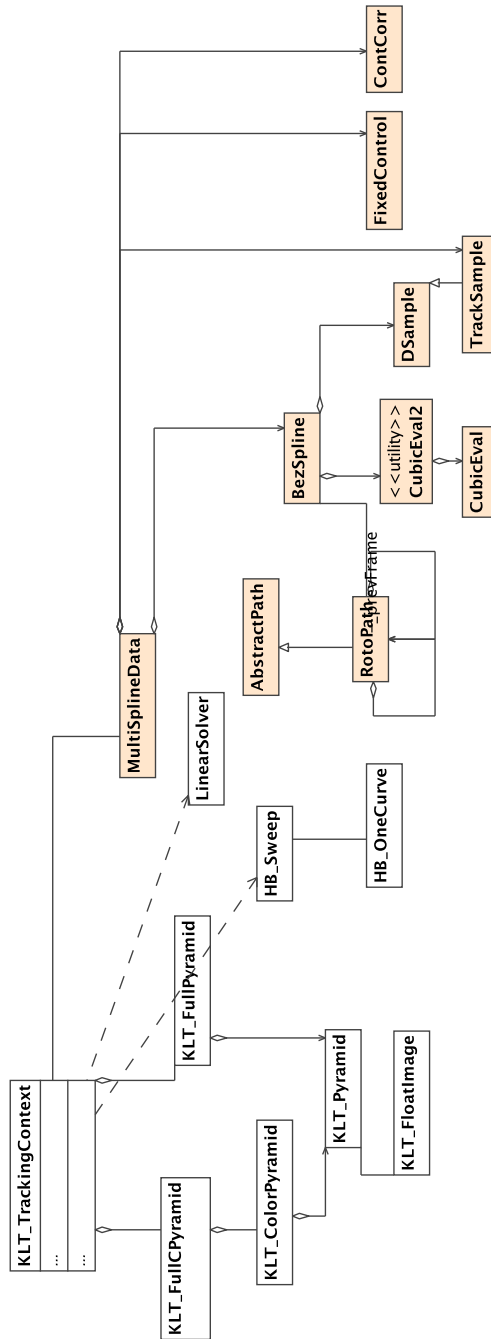 KLT_TrackingContext
...
...
KLT_FullCPyramid
KLT_ColorPyramid
KLT_FullPyramid
KLT_Pyramid
KLT_FloatImage
HB_Sweep
HB_OneCurve
LinearSolver
MultiSplineData
AbstractPath
RotoPath
_prevFrame
BezSpline
<<utility>>
CubicEval2
CubicEval
DSample
TrackSample
FixedControl
ContCorr